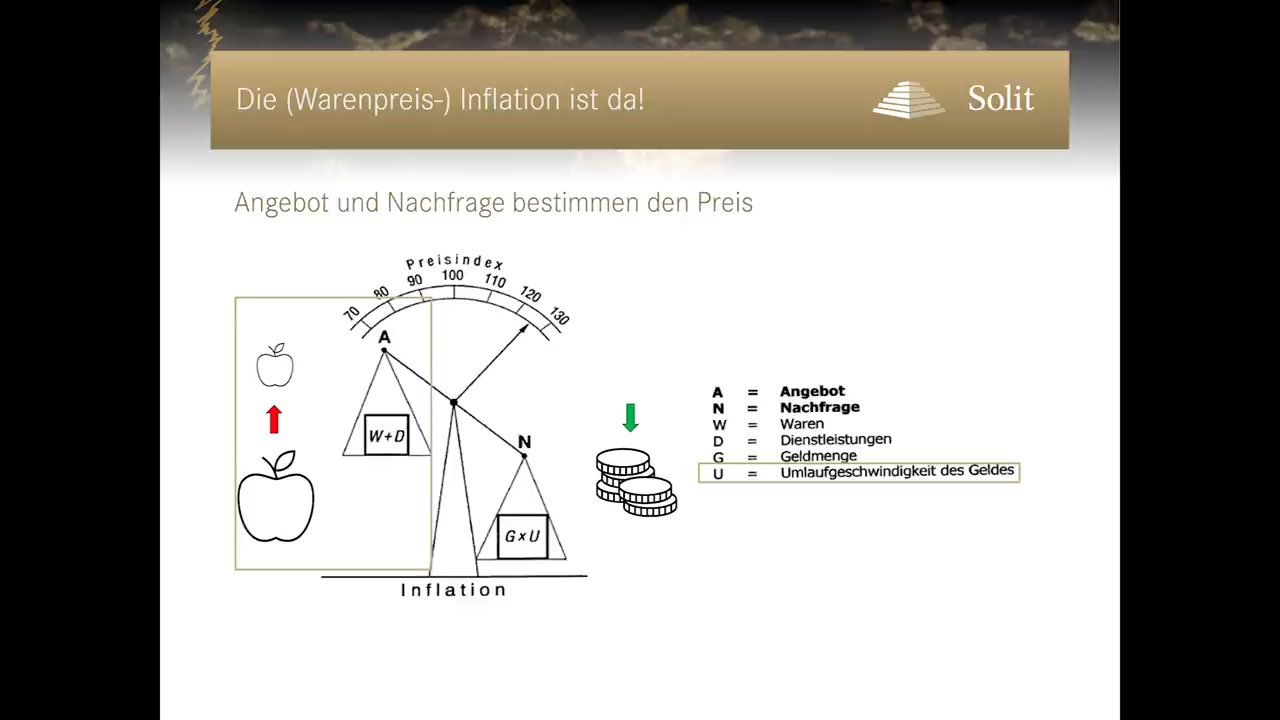 Die (Warenpreis-) Inflation ist da!
Solit
Angebot und Nachfrage bestimmen den Preis
Preisindex
70 80 90 100 110 120 130
A
W+D
N
G x U
Inflation
A = Angebot
N = Nachfrage
W = Waren
D = Dienstleistungen
G = Geldmenge
U = Umlaufgeschwindigkeit des Geldes